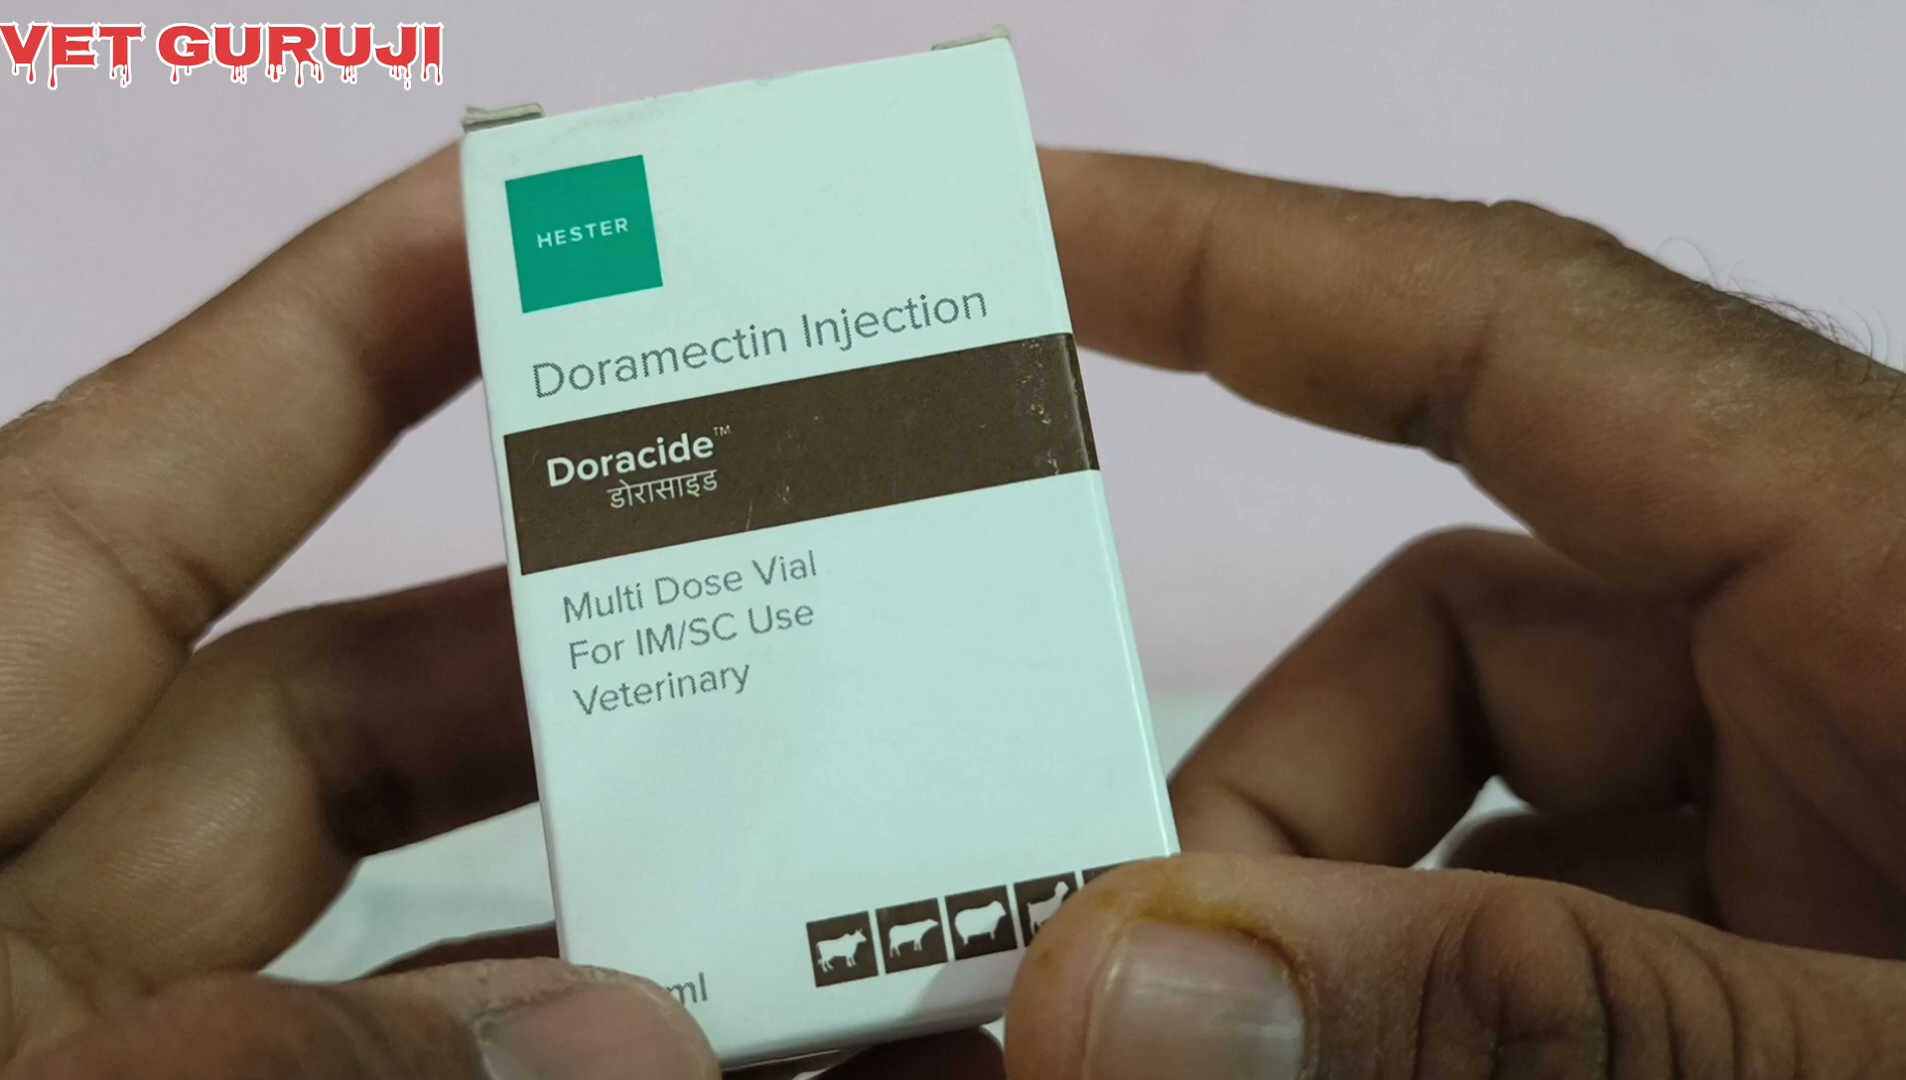 VET GURUJI
HESTER
Doramectin Injection
Doracide™
डोरासाइड
Multi Dose Vial
For IM/SC Use
Veterinary
ml